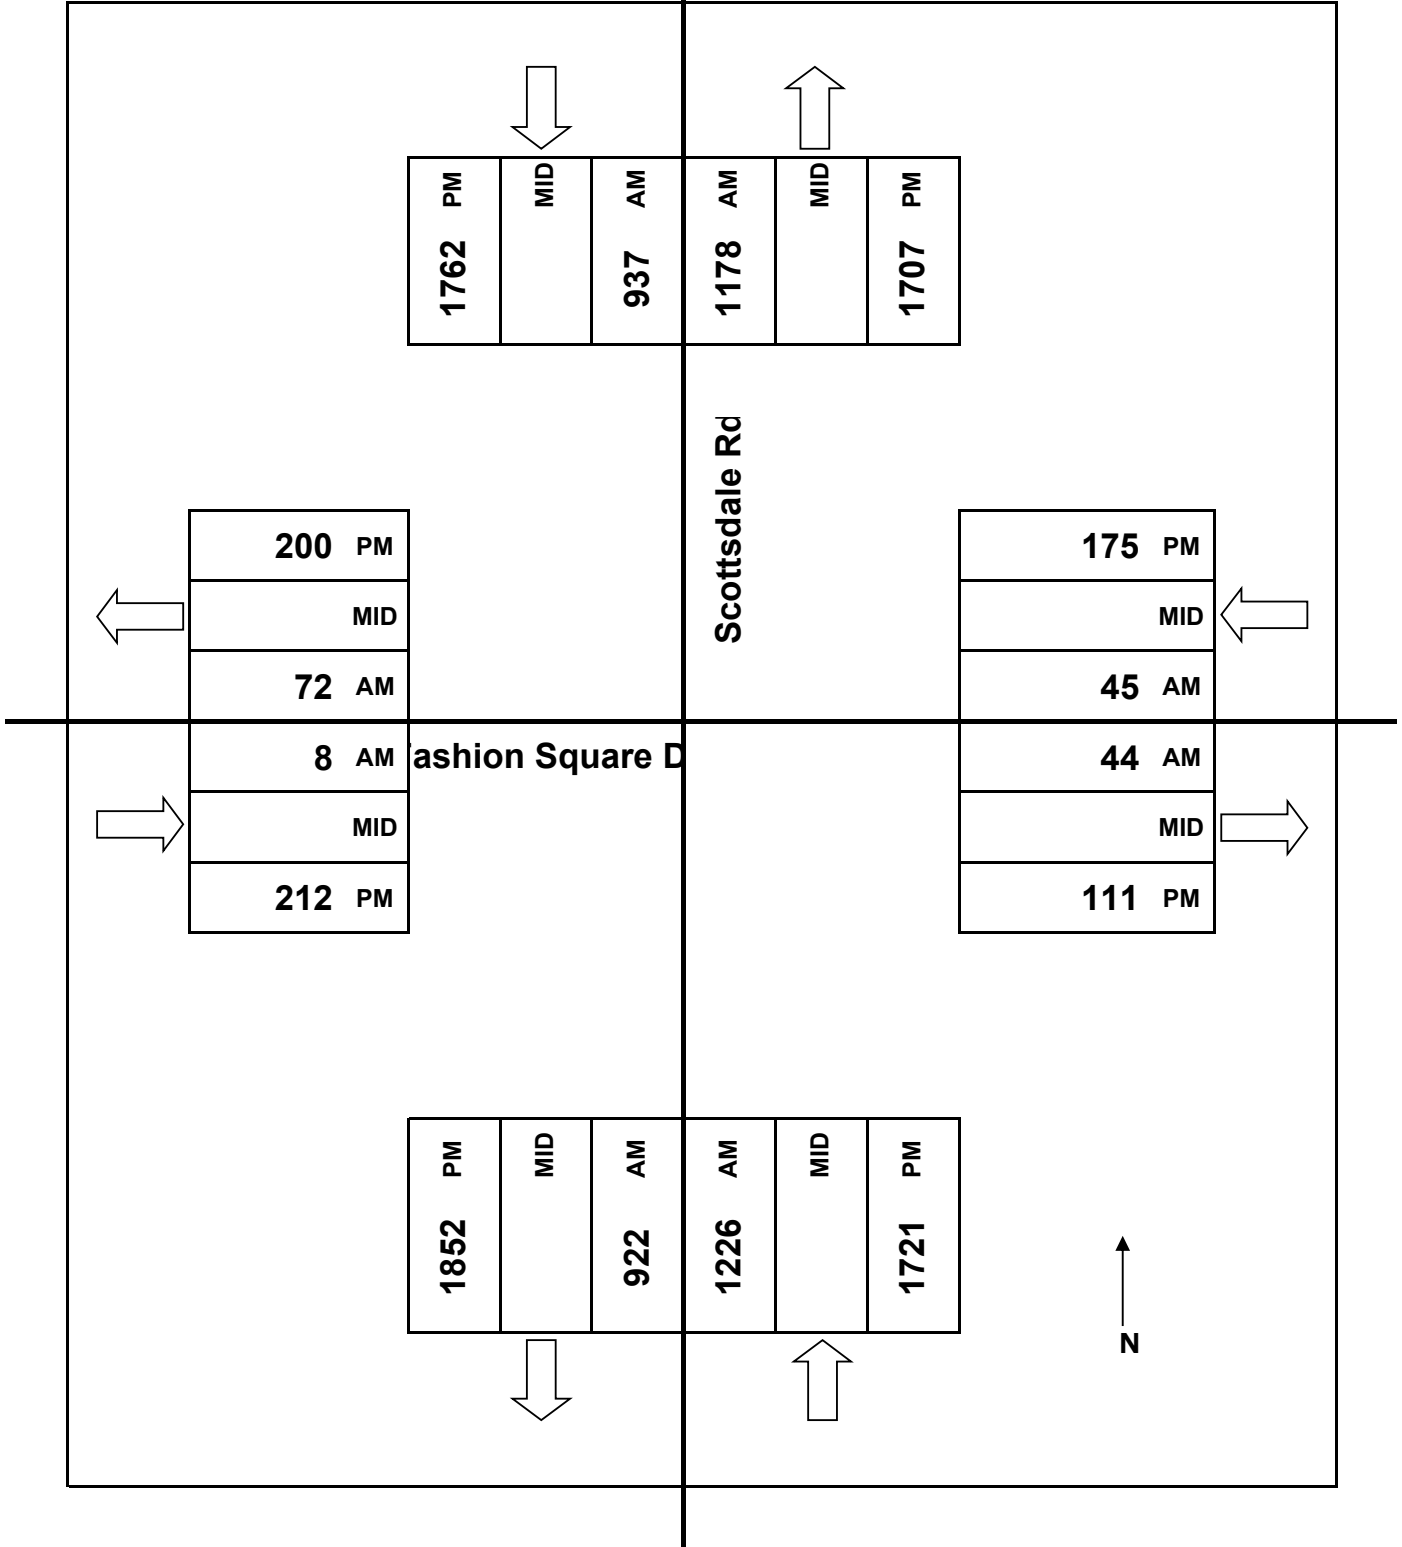 PM MID AM AM MID PM
1762 937 1178 1707
Scottsdale Rd
200 PM
MID
72 AM
8 AM
MID
212 PM
175 PM
MID
45 AM
44 AM
MID
111 PM
ashion Square D
PM MID AM AM MID PM
1852 922 1226 1721
N